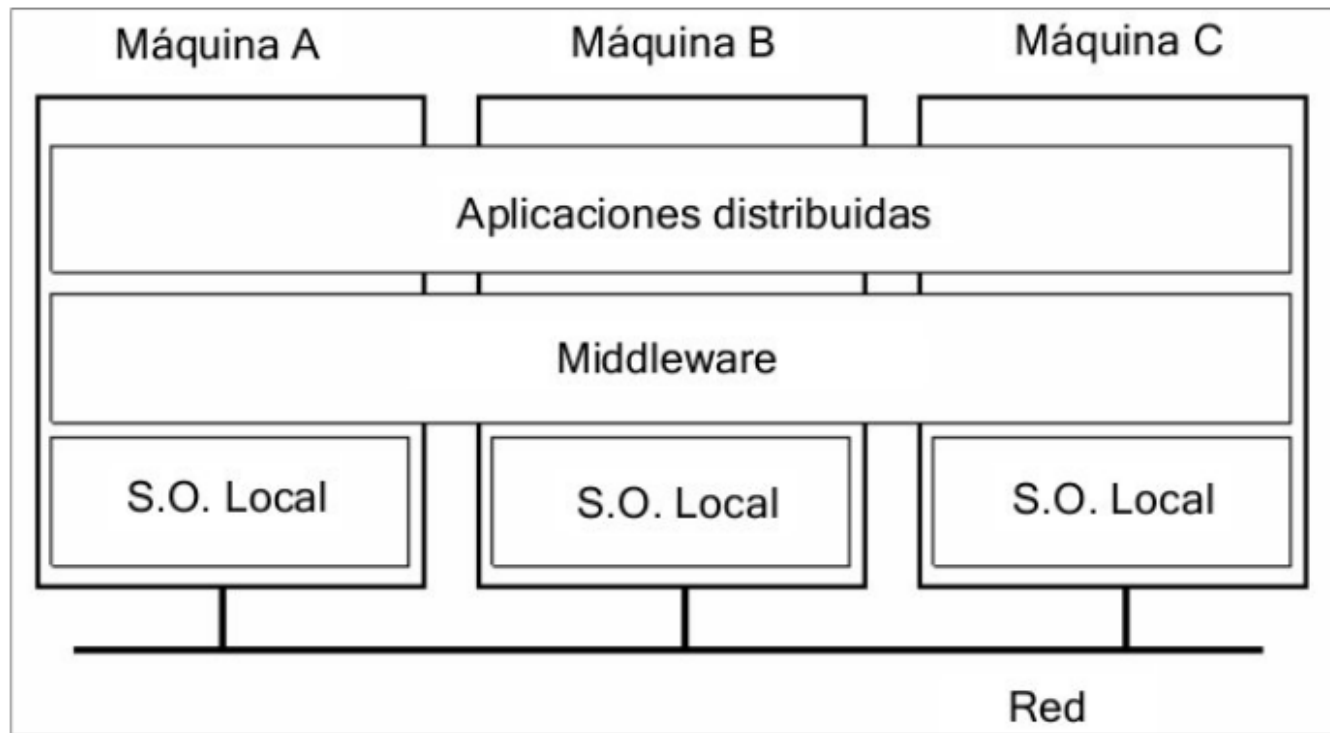 Máquina A
Máquina B
Máquina C
Aplicaciones distribuidas
Middleware
S.O. Local
S.O. Local
S.O. Local
Red